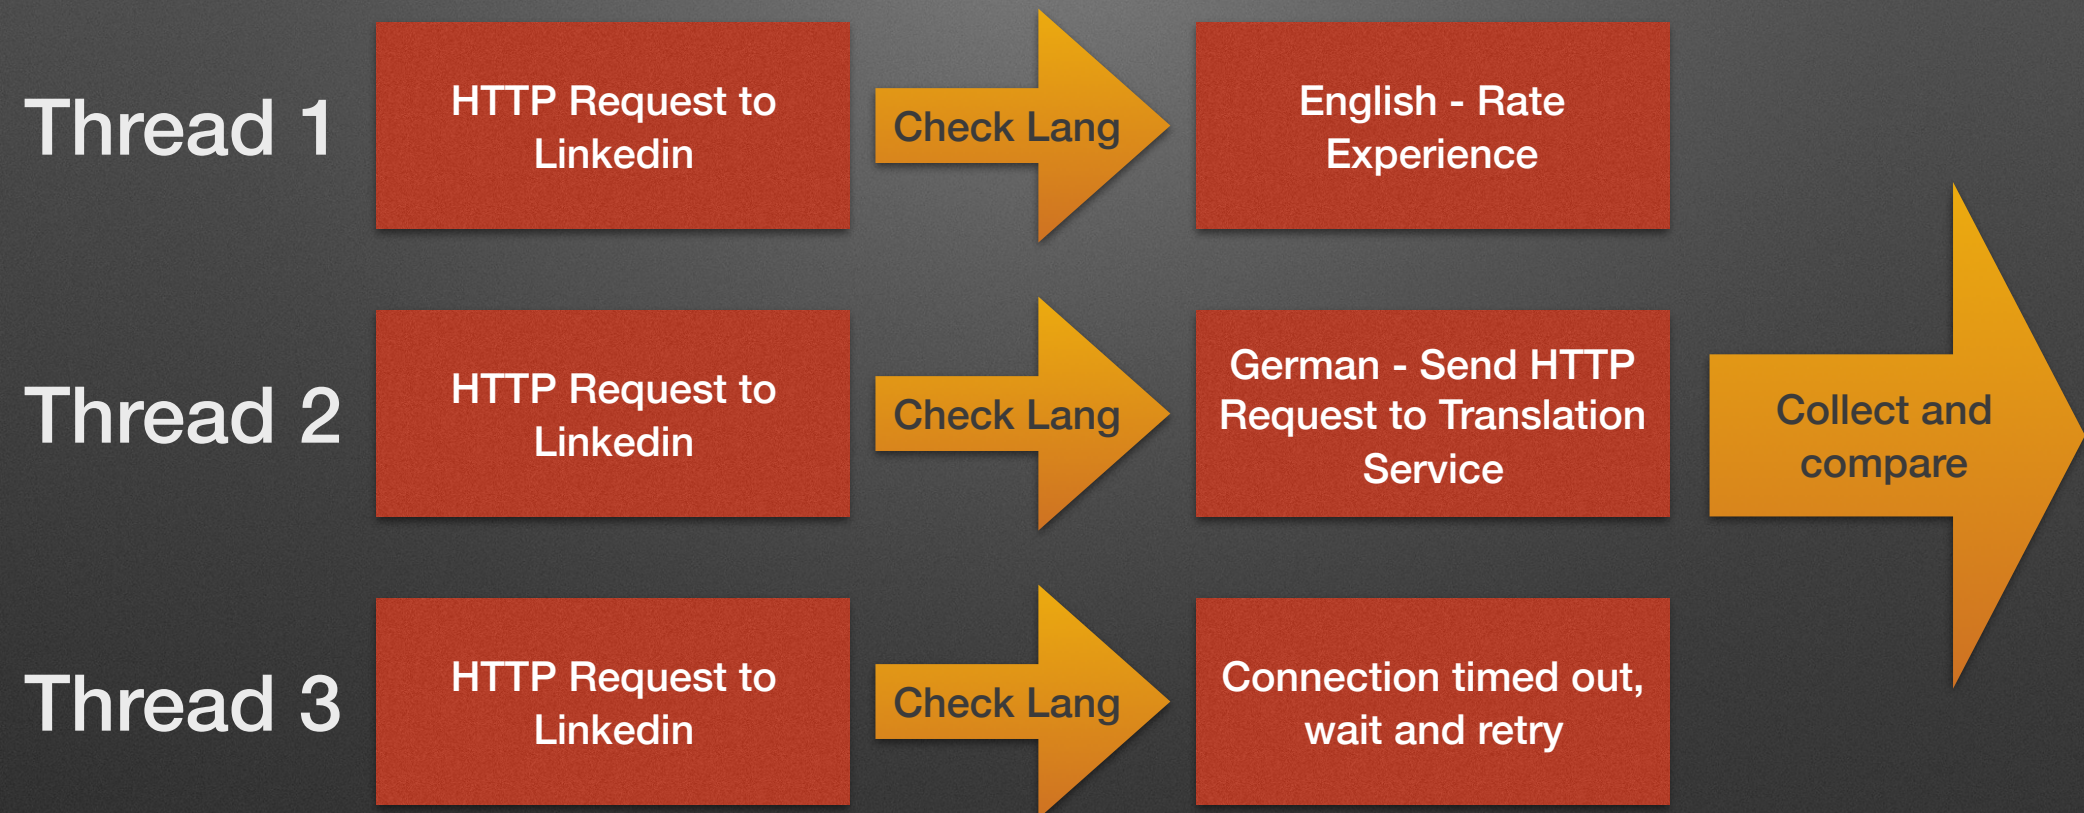 Thread 1
HTTP Request to
Linkedin
Check Lang
English - Rate
Experience
Thread 2
HTTP Request to
Linkedin
Check Lang
German - Send HTTP
Request to Translation
Service
Collect and
compare
Thread 3
HTTP Request to
Linkedin
Check Lang
Connection timed out,
wait and retry